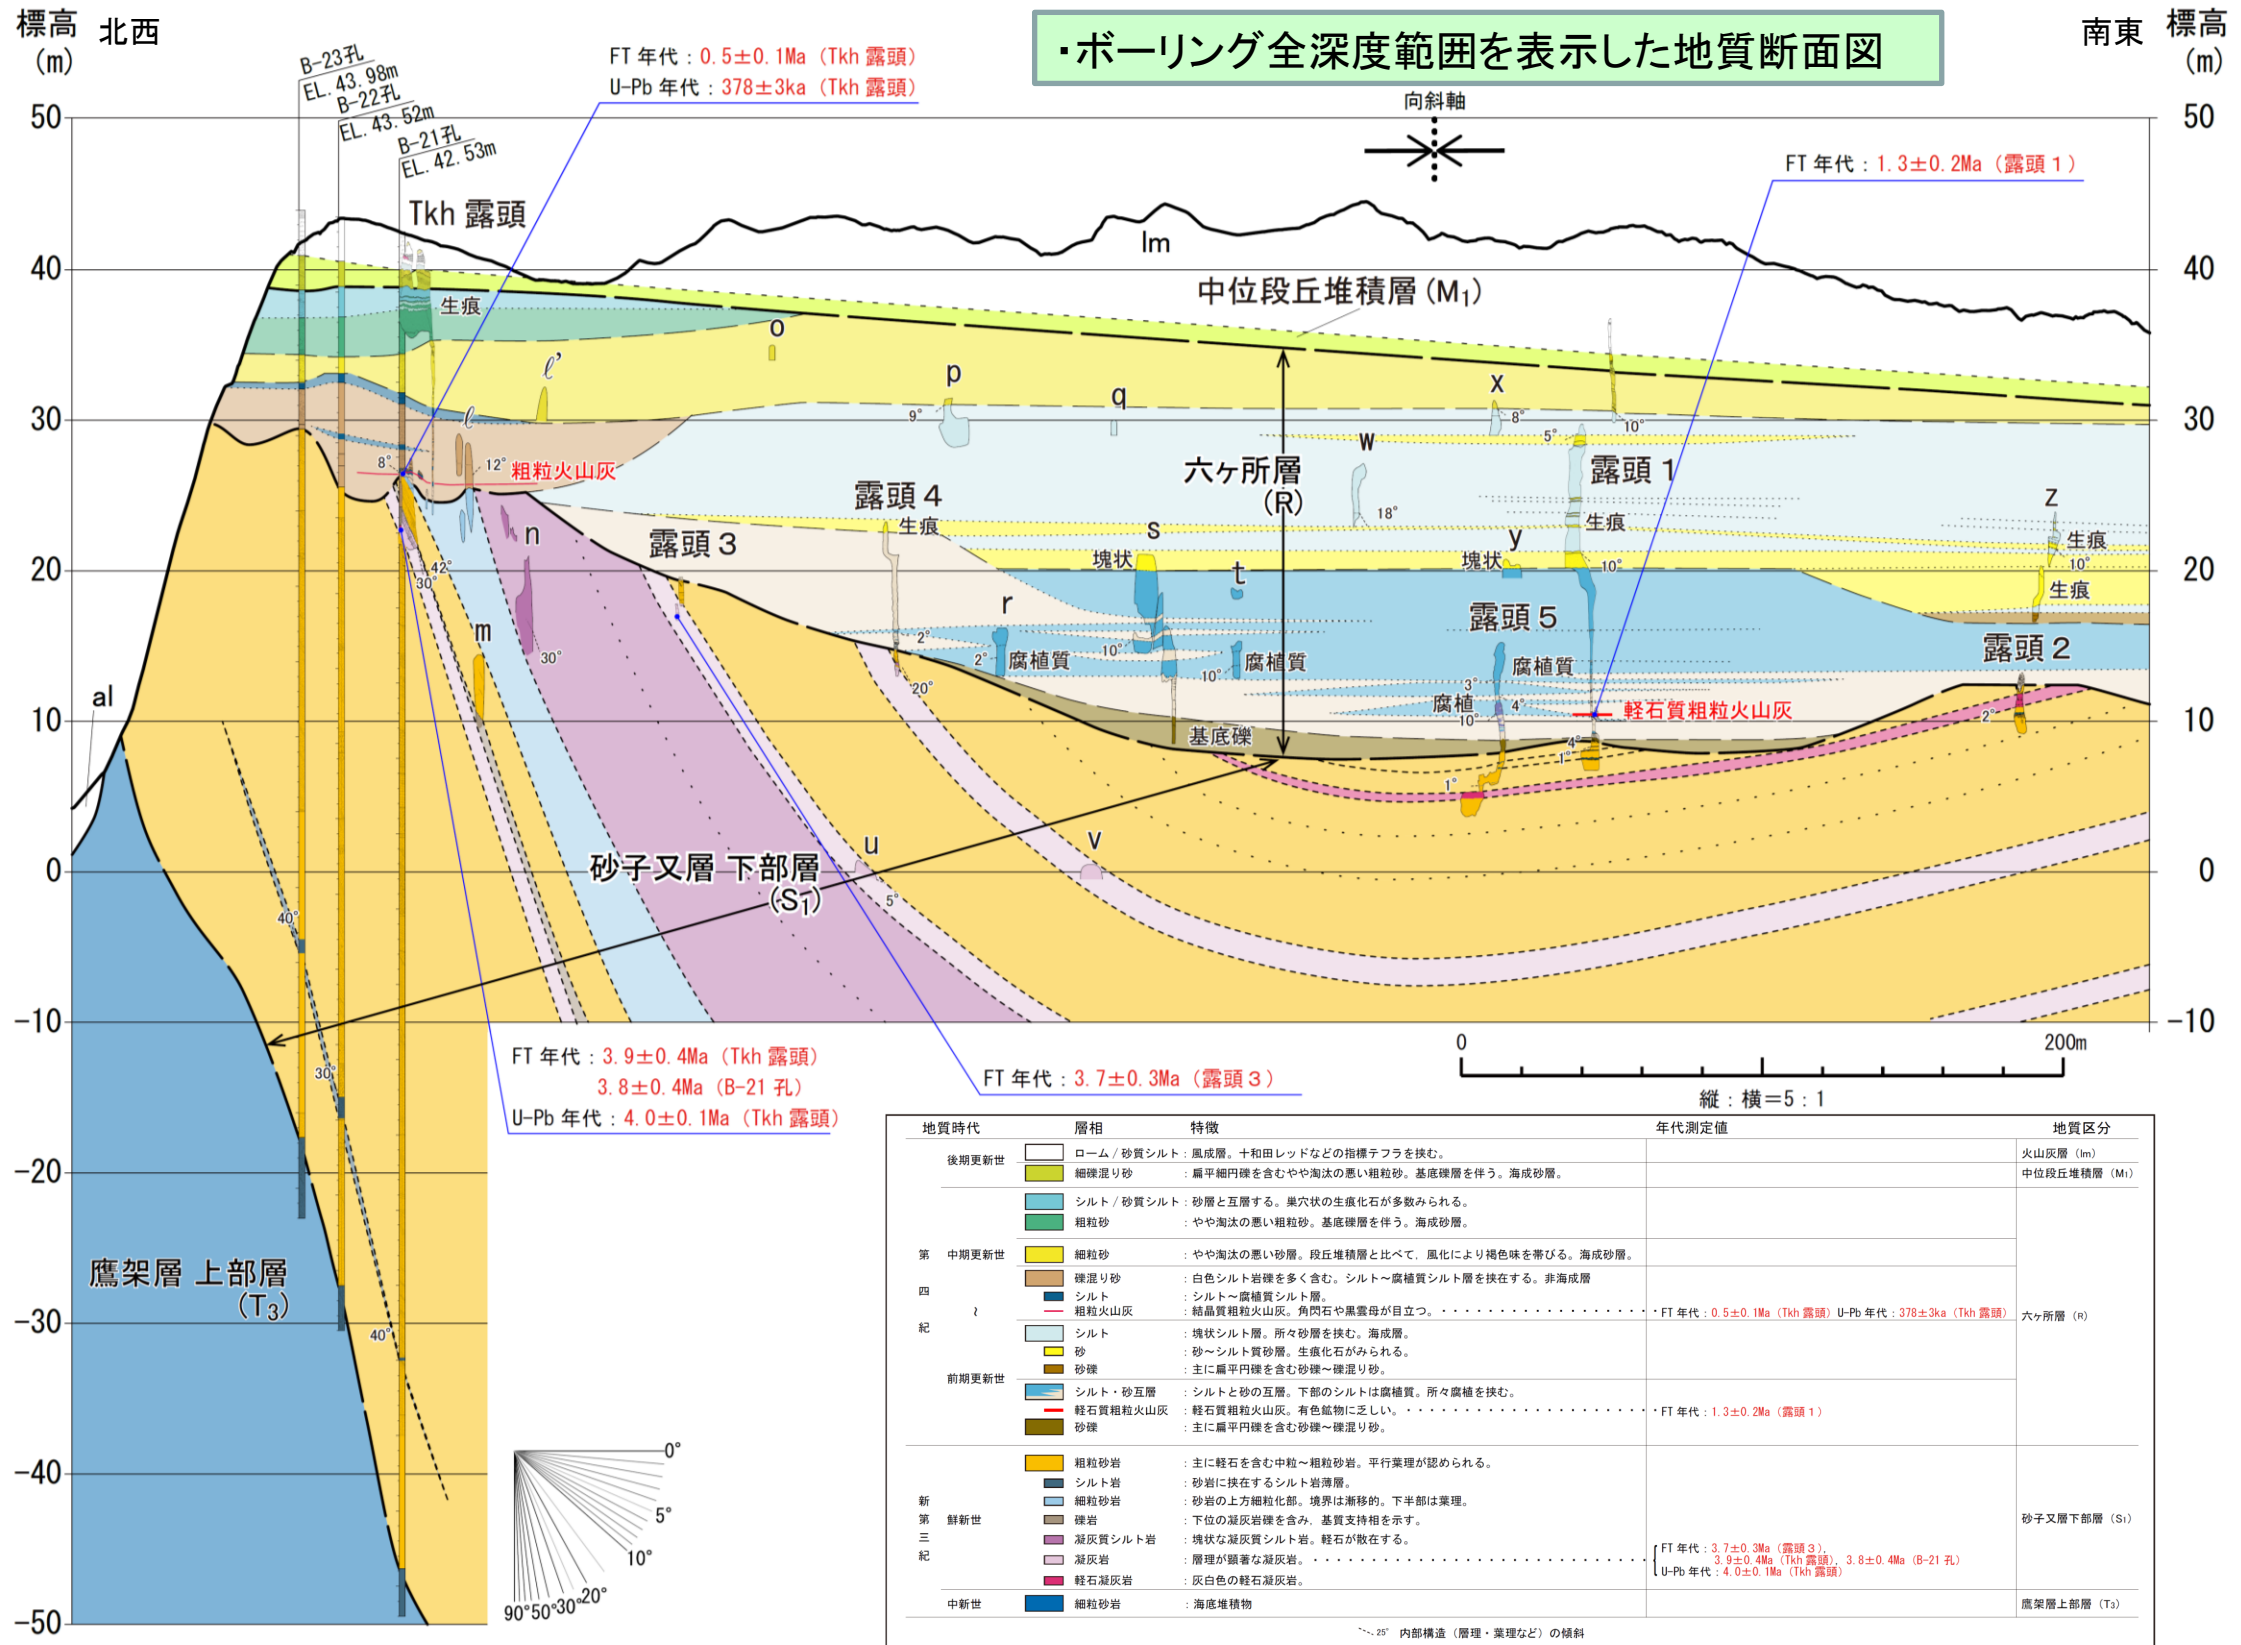 ・ボーリング全深度範囲を表示した地質断面図
標高
(m)
北西
南東
標高
(m)
B-23孔
EL.43.98m
B-22孔
EL.43.52m
B-21孔
EL.42.53m
FT 年代：0.5±0.1Ma（Tkh 露頭）
U-Pb 年代：378±3ka（Tkh 露頭）
向斜軸
FT 年代：1.3±0.2Ma（露頭１）
50
50
40
40
30
30
20
20
10
10
0
0
-10
-10
-20
-30
-40
-50
Tkh 露頭
lm
中位段丘堆積層（M1）
生痕
o
ℓ’
p
9°
q
x
8°
10°
ℓ
w
5°
8°
12°
粗粒火山灰
六ヶ所層
(R)
露頭１
露頭４
18°
生痕
生痕
z
n
露頭３
s
y
生痕
塊状
塊状
10°
10°
42°
30°
t
生痕
r
露頭５
m
2°
露頭２
2°
腐植質
10°
腐植質
10°
腐植質
30°
20°
3°
腐植
4°
10°
軽石質粗粒火山灰
2°
al
基底礫
4°
1°
1°
u
v
砂子又層 下部層
(S1)
5°
40°
30°
40°
0
200m
縦：横＝5：1
FT 年代：3.9±0.4Ma（Tkh 露頭）
3.8±0.4Ma（B-21 孔）
U-Pb 年代：4.0±0.1Ma（Tkh 露頭）
FT 年代：3.7±0.3Ma（露頭３）
鷹架層 上部層
(T3)
0°
5°
10°
20°
30°
50°
90°
地質時代
層相
特徴
年代測定値
地質区分
後期更新世
ローム／砂質シルト：風成層。十和田レッドなどの指標テフラを挟む。
火山灰層（lm）
細礫混り砂：扁平細円礫を含むやや淘汰の悪い粗粒砂。基底礫層を伴う。海成砂層。
中位段丘堆積層（M1）
シルト／砂質シルト：砂層と互層する。巣穴状の生痕化石が多数みられる。
粗粒砂：やや淘汰の悪い粗粒砂。基底礫層を伴う。海成砂層。
第四紀
中期更新世
～
前期更新世
細粒砂：やや淘汰の悪い砂層。段丘堆積層と比べて，風化により褐色味を帯びる。海成砂層。
礫混り砂：白色シルト岩礫を多く含む。シルト～腐植質シルト層を挟在する。非海成層
シルト：シルト～腐植質シルト層。
粗粒火山灰：結晶質粗粒火山灰。角閃石や黒雲母が目立つ。・・・・・・・・・・・・・・・・・・FT 年代：0.5±0.1Ma（Tkh 露頭）U-Pb 年代：378±3ka（Tkh 露頭）
六ヶ所層（R）
シルト：塊状シルト層。所々砂層を挟む。海成層。
砂：砂～シルト質砂層。生痕化石がみられる。
砂礫：主に扁平円礫を含む砂礫～礫混り砂。
シルト・砂互層：シルトと砂の互層。下部のシルトは腐植質。所々腐植を挟む。
軽石質粗粒火山灰：軽石質粗粒火山灰。有色鉱物に乏しい。・・・・・・・・・・・・・・・・・・・・・FT 年代：1.3±0.2Ma（露頭１）
砂礫：主に扁平円礫を含む砂礫～礫混り砂。
新第三紀
鮮新世
粗粒砂岩：主に軽石を含む中粒～粗粒砂岩。平行葉理が認められる。
シルト岩：砂岩に挟在するシルト岩薄層。
細粒砂岩：砂岩の上方細粒化部。境界は漸移的。下半部は葉理。
礫岩：下位の凝灰岩礫を含み，基質支持相を示す。
砂子又層下部層（S1）
凝灰質シルト岩：塊状な凝灰質シルト岩。軽石が散在する。
凝灰岩：層理が顕著な凝灰岩。・・・・・・・・・・・・・・・・・・・・・・・・・・・・
FT 年代：3.7±0.3Ma（露頭３），
3.9±0.4Ma（Tkh 露頭），3.8±0.4Ma（B-21 孔）
U-Pb 年代：4.0±0.1Ma（Tkh 露頭）
軽石凝灰岩：灰白色の軽石凝灰岩。
中新世
細粒砂岩：海底堆積物
鷹架層上部層（T3）
25° 内部構造（層理・葉理など）の傾斜